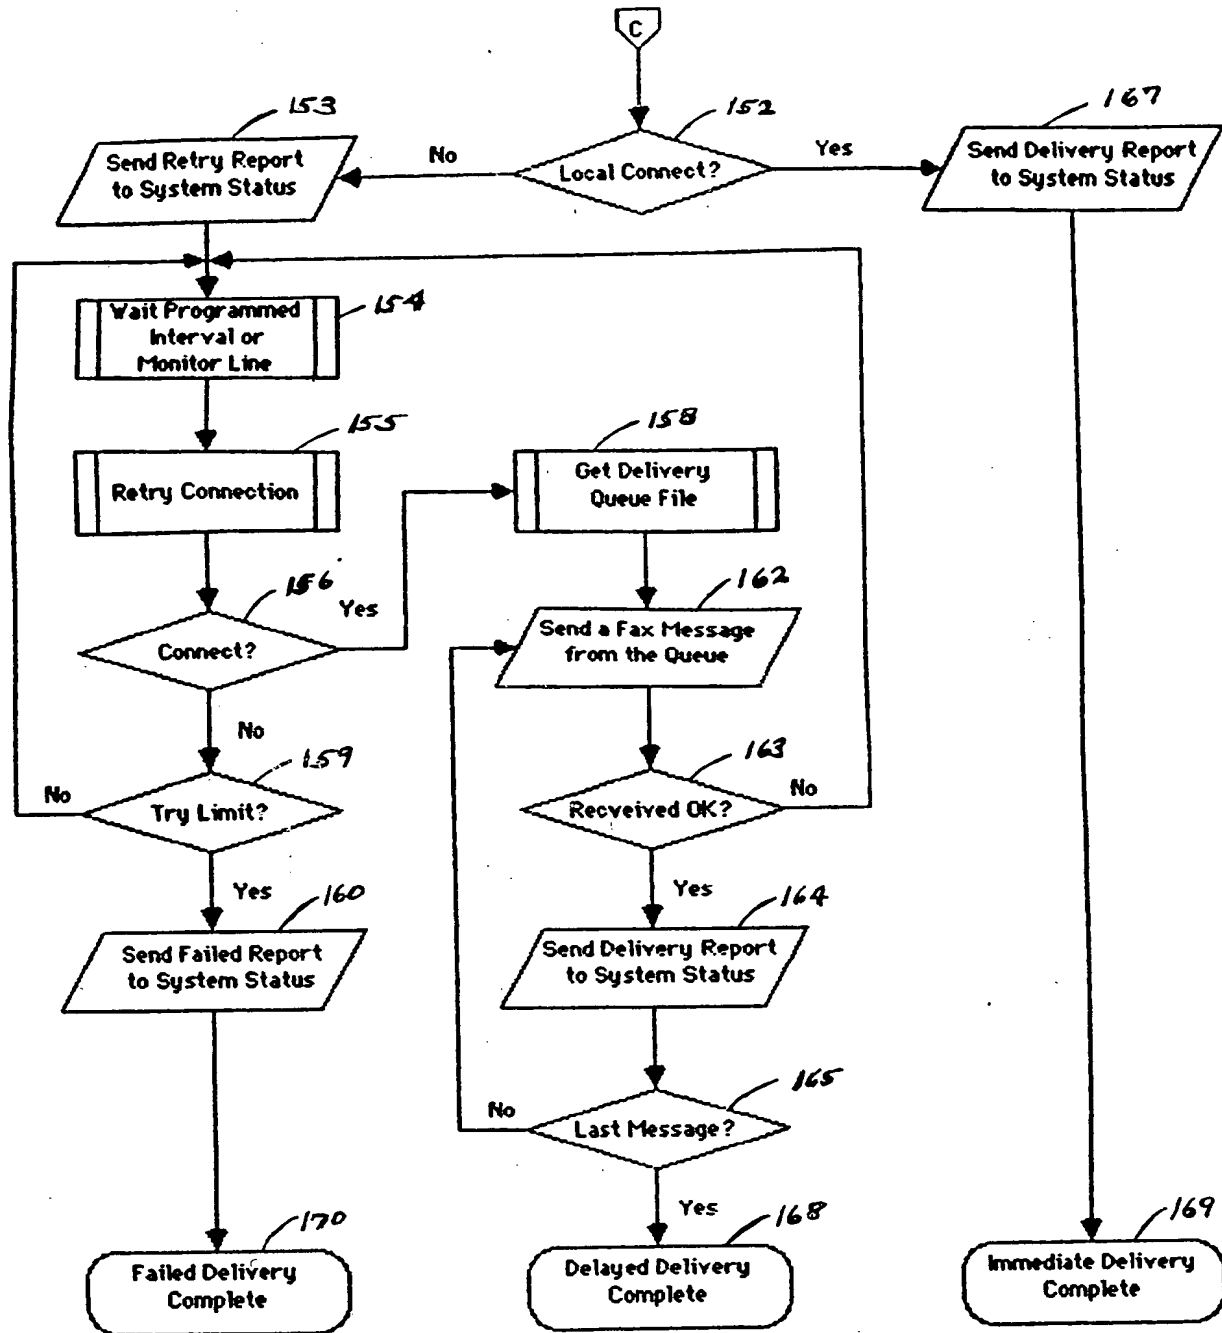 C
152
153
167
Send Retry Report
to System Status
No
Local Connect?
Yes
Send Delivery Report
to System Status
154
Wait Programmed
Interval or
Monitor Line
155
Retry Connection
158
Get Delivery
Queue File
156
Connect?
Yes
162
Send a Fax Message
from the Queue
No
159
No
Try Limit?
163
Recveived OK?
No
Yes
160
Send Failed Report
to System Status
Yes
164
Send Delivery Report
to System Status
165
No
Last Message?
Yes
170
Failed Delivery
Complete
168
Delayed Delivery
Complete
169
Immediate Delivery
Complete